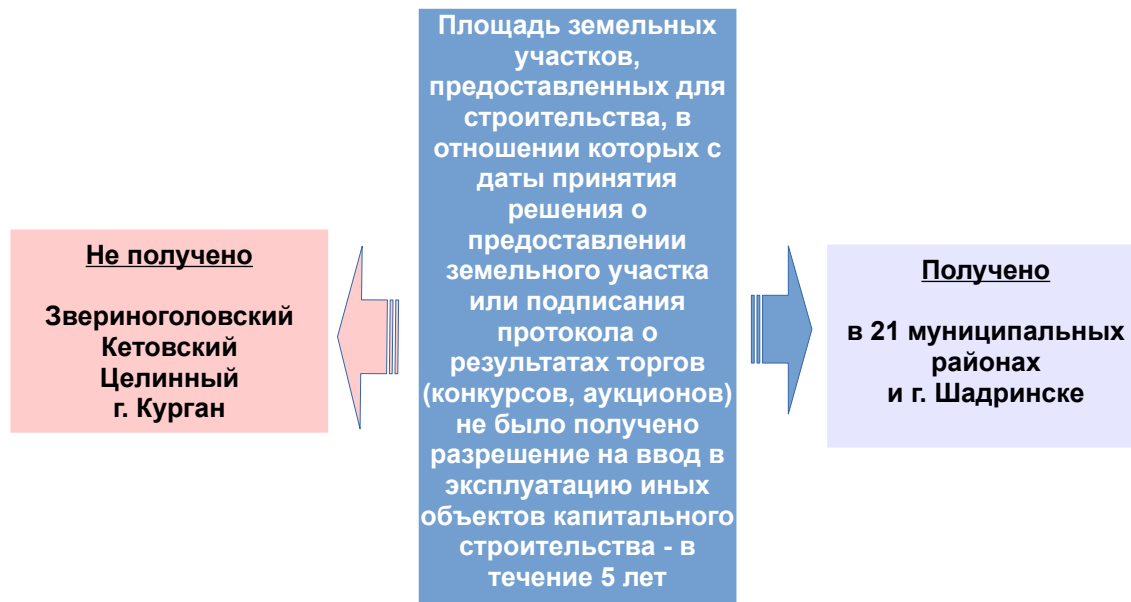 Площадь земельных
участков,
предоставленных для
строительства, в
отношении которых с
даты принятия
решения о
предоставлении
земельного участка
или подписания
протокола о
результатах торгов
(конкурсов, аукционов)
не было получено
разрешение на ввод в
эксплуатацию иных
объектов капитального
строительства - в
течение 5 лет
Не получено
Звериноголовский
Кетовский
Целинный
г. Курган
Получено
в 21 муниципальных
районах
и г. Шадринске